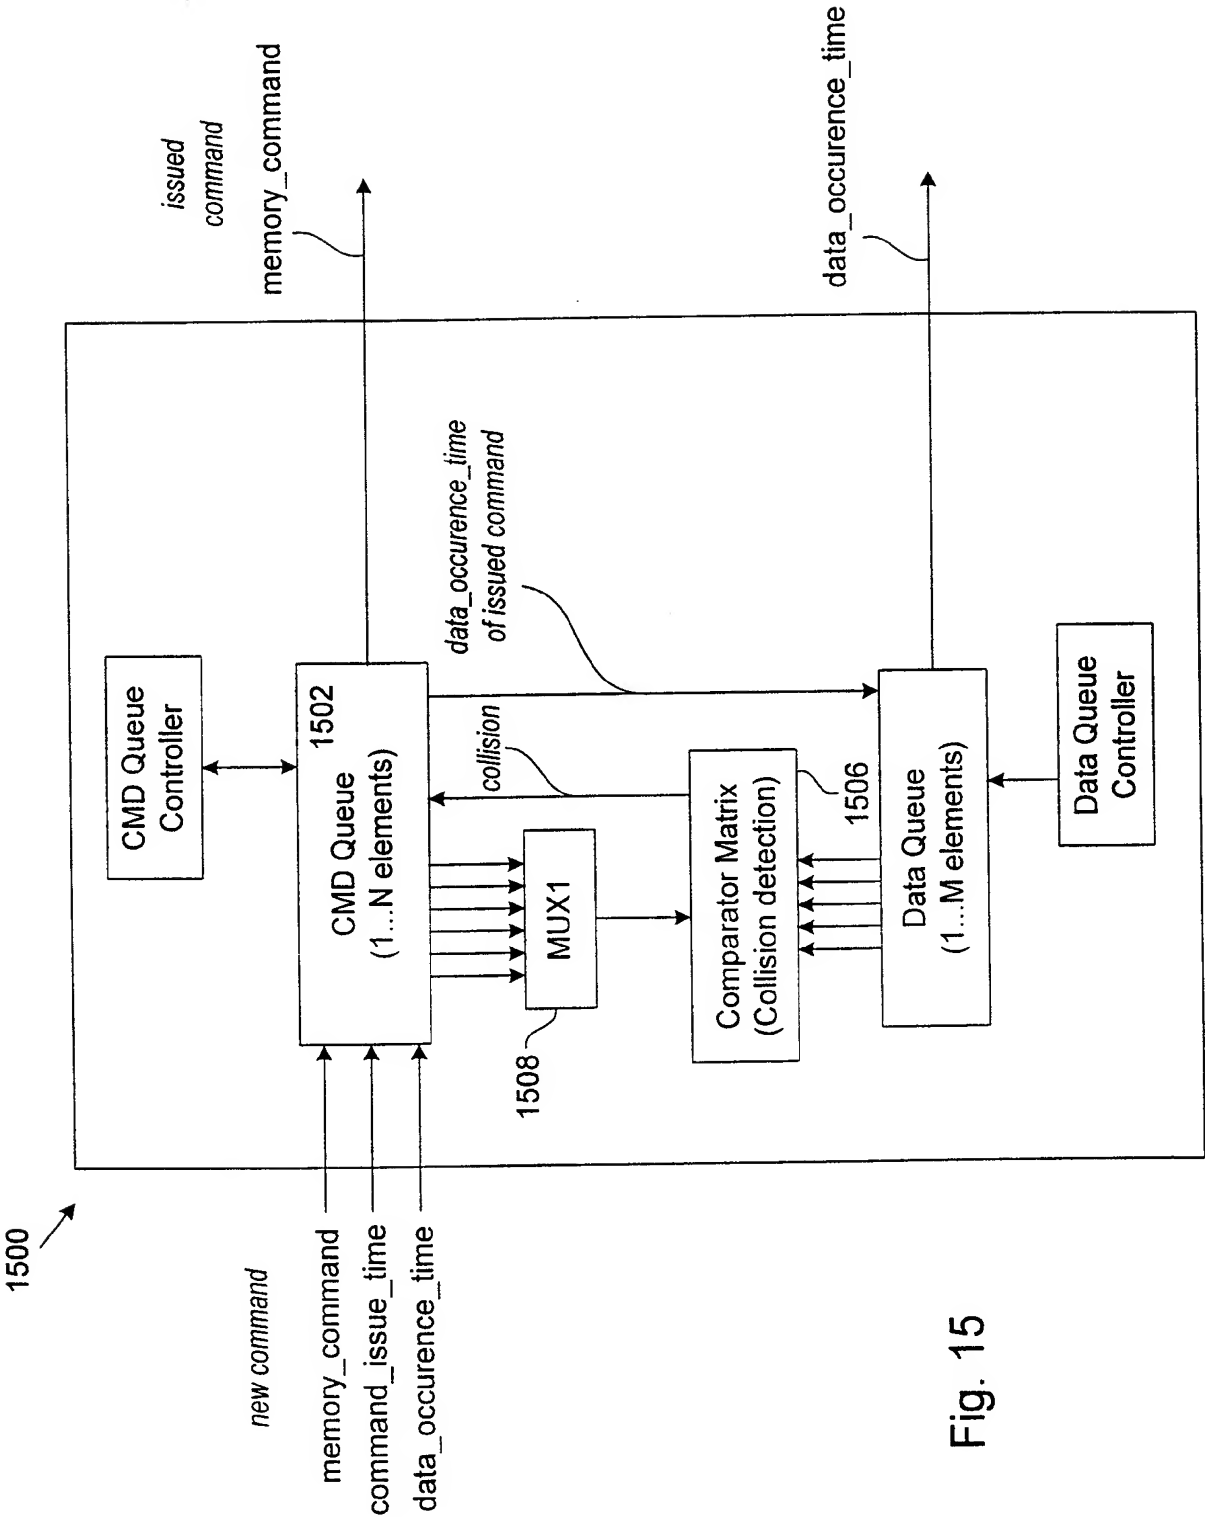 1500
new command
memory_command
command_issue_time
data_occurence_time
CMD Queue
Controller
1502
CMD Queue
(1...N elements)
issued
command
memory_command
1508
MUX1
collision
data_occurence_time
of issued command
Comparator Matrix
(Collision detection)
1506
Data Queue
(1...M elements)
data_occurence_time
Data Queue
Controller
Fig. 15